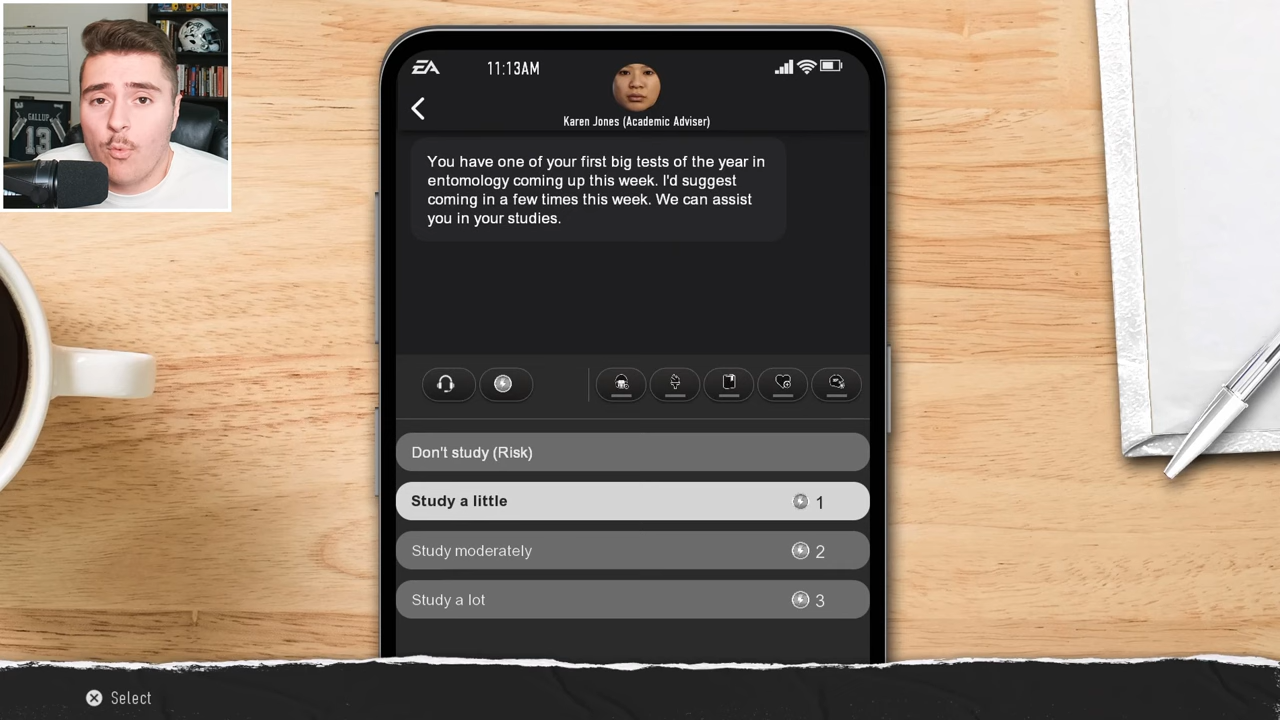 GALLUP
13
EA
11:13AM
Karen Jones (Academic Adviser)
You have one of your first big tests of the year in
entomology coming up this week. I'd suggest
coming in a few times this week. We can assist
you in your studies.
Don't study (Risk)
Study a little 1
Study moderately 2
Study a lot 3
Select